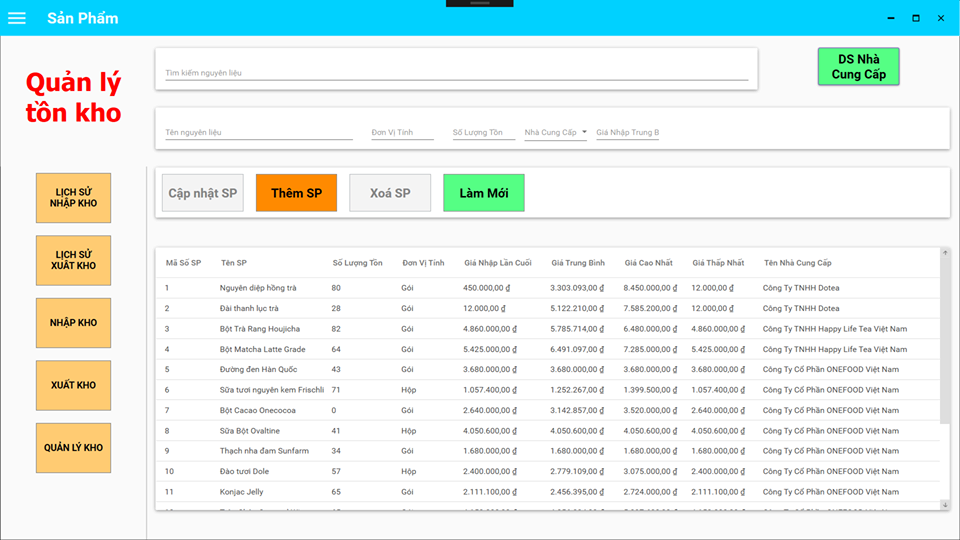 Sản Phẩm
Quản lý
tồn kho
Tìm kiếm nguyên liệu
DS Nhà
Cung Cấp
Tên nguyên liệu Đơn Vị Tính Số Lượng Tồn Nhà Cung Cấp Giá Nhập Trung B
LỊCH SỬ
NHẬP KHO
LỊCH SỬ
XUẤT KHO
NHẬP KHO
XUẤT KHO
QUẢN LÝ KHO
Cập nhật SP Thêm SP Xoá SP Làm Mới
Mã Số SP Tên SP Số Lượng Tồn Đơn Vị Tính Giá Nhập Lần Cuối Giá Trung Bình Giá Cao Nhất Giá Thấp Nhất Tên Nhà Cung Cấp
1 Nguyên diệp hồng trà 80 Gói 450.000,00 ₫ 3.303.093,00 ₫ 8.450.000,00 ₫ 12.000,00 ₫ Công Ty TNHH Dotea
2 Đài thanh lục trà 28 Gói 12.000,00 ₫ 5.122.210,00 ₫ 7.585.200,00 ₫ 12.000,00 ₫ Công Ty TNHH Dotea
3 Bột Trà Rang Houjicha 82 Gói 4.860.000,00 ₫ 5.785.714,00 ₫ 6.480.000,00 ₫ 4.860.000,00 ₫ Công Ty TNHH Happy Life Tea Việt Nam
4 Bột Matcha Latte Grade 64 Gói 5.425.000,00 ₫ 6.491.097,00 ₫ 7.285.000,00 ₫ 5.425.000,00 ₫ Công Ty TNHH Happy Life Tea Việt Nam
5 Đường đen Hàn Quốc 43 Gói 3.680.000,00 ₫ 3.680.000,00 ₫ 3.680.000,00 ₫ 3.680.000,00 ₫ Công Ty Cổ Phần ONEFOOD Việt Nam
6 Sữa tươi nguyên kem Frischli 71 Hộp 1.057.400,00 ₫ 1.252.267,00 ₫ 1.399.500,00 ₫ 1.057.400,00 ₫ Công Ty Cổ Phần ONEFOOD Việt Nam
7 Bột Cacao Onecocoa 0 Gói 2.640.000,00 ₫ 3.142.857,00 ₫ 3.520.000,00 ₫ 2.640.000,00 ₫ Công Ty Cổ Phần ONEFOOD Việt Nam
8 Sữa Bột Ovaltine 41 Hộp 4.050.600,00 ₫ 4.050.600,00 ₫ 4.050.600,00 ₫ 4.050.600,00 ₫ Công Ty Cổ Phần ONEFOOD Việt Nam
9 Thạch nha đam Sunfarm 34 Gói 1.680.000,00 ₫ 1.680.000,00 ₫ 1.680.000,00 ₫ 1.680.000,00 ₫ Công Ty Cổ Phần ONEFOOD Việt Nam
10 Đào tươi Dole 57 Hộp 2.400.000,00 ₫ 2.779.109,00 ₫ 3.075.000,00 ₫ 2.400.000,00 ₫ Công Ty Cổ Phần ONEFOOD Việt Nam
11 Konjac Jelly 65 Gói 2.111.100,00 ₫ 2.456.395,00 ₫ 2.724.000,00 ₫ 2.111.100,00 ₫ Công Ty Cổ Phần ONEFOOD Việt Nam